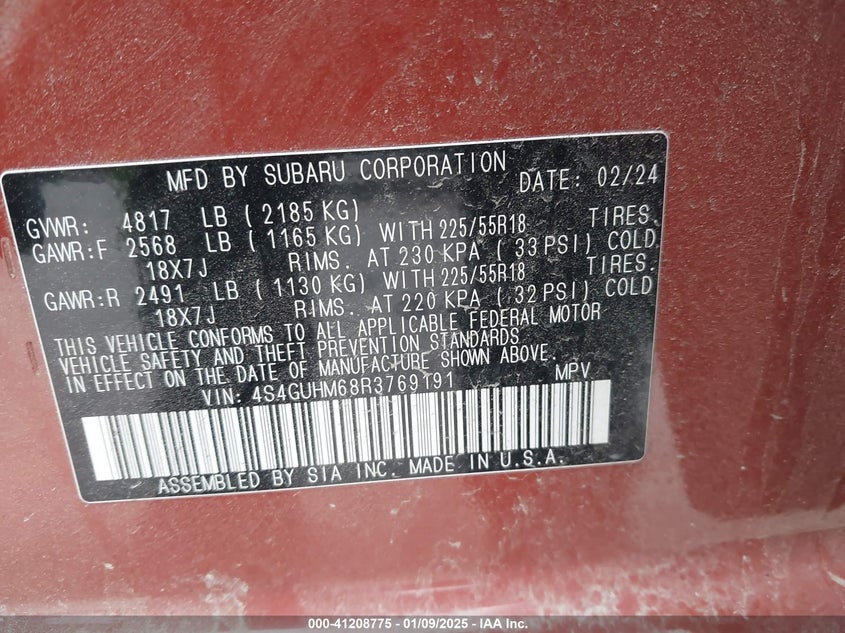 MFD BY SUBARU CORPORATION DATE: 02/24
GVWR: 4817 LB ( 2185 KG)
GAWR:F 2568 LB ( 1165 KG) WITH 225/55R18 TIRES.
18X7J RIMS. AT 230 KPA ( 33 PSI) COLD
GAWR:R 2491 LB ( 1130 KG) WITH 225/55R18 TIRES.
18X7J RIMS. AT 220 KPA ( 32 PSI) COLD
THIS VEHICLE CONFORMS TO ALL APPLICABLE FEDERAL MOTOR
VEHICLE SAFETY AND THEFT PREVENTION STANDARDS
IN EFFECT ON THE DATE OF MANUFACTURE SHOWN ABOVE.
VIN: 4S4GUHM68R3769191 MPV
ASSEMBLED BY SIA INC. MADE IN U.S.A.
000-41208775 - 01/09/2025 - IAA Inc.